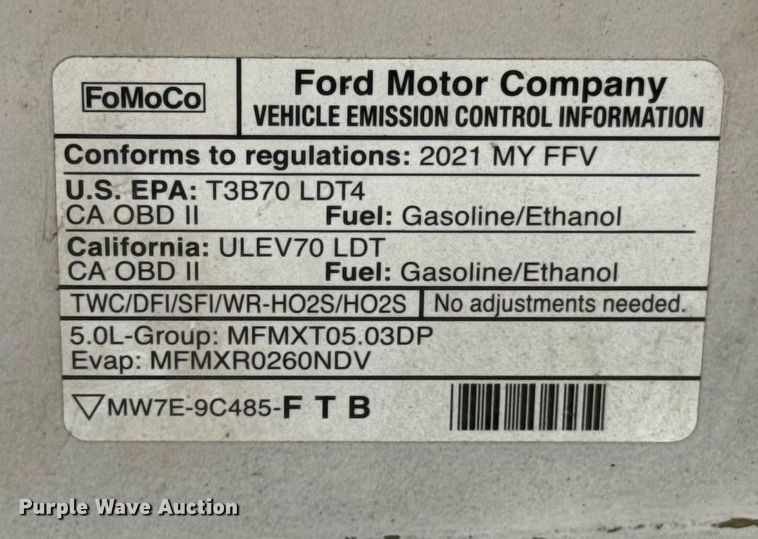 FoMoCo
Ford Motor Company
VEHICLE EMISSION CONTROL INFORMATION
Conforms to regulations: 2021 MY FFV
U.S. EPA: T3B70 LDT4
CA OBD II Fuel: Gasoline/Ethanol
California: ULEV70 LDT
CA OBD II Fuel: Gasoline/Ethanol
TWC/DFI/SFI/WR-HO2S/HO2S No adjustments needed.
5.0L-Group: MFMXT05.03DP
Evap: MFMXR0260NDV
MW7E-9C485-F T B
Purple Wave Auction